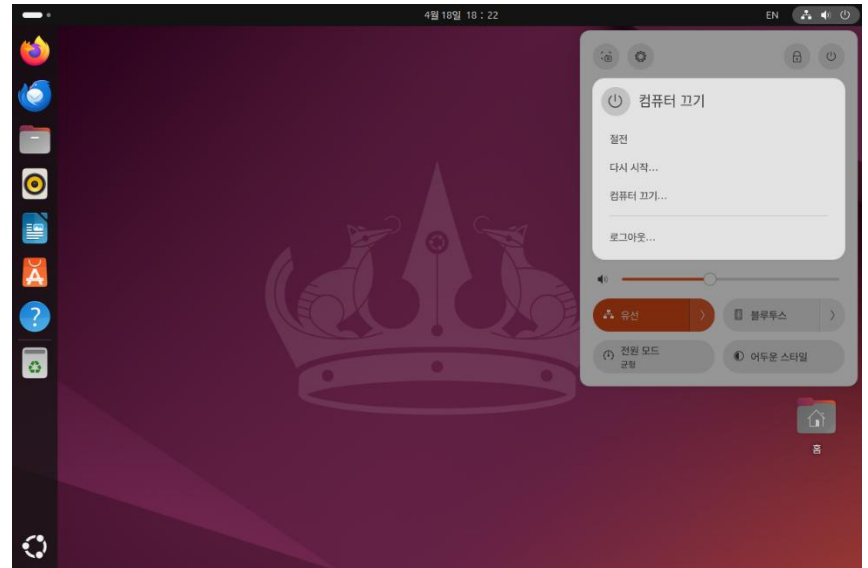 4월 18일 18 : 22
EN
컴퓨터 끄기
절전
다시 시작...
컴퓨터 끄기...
로그아웃...
유선
블루투스
전원 모드
균형
어두운 스타일
홈